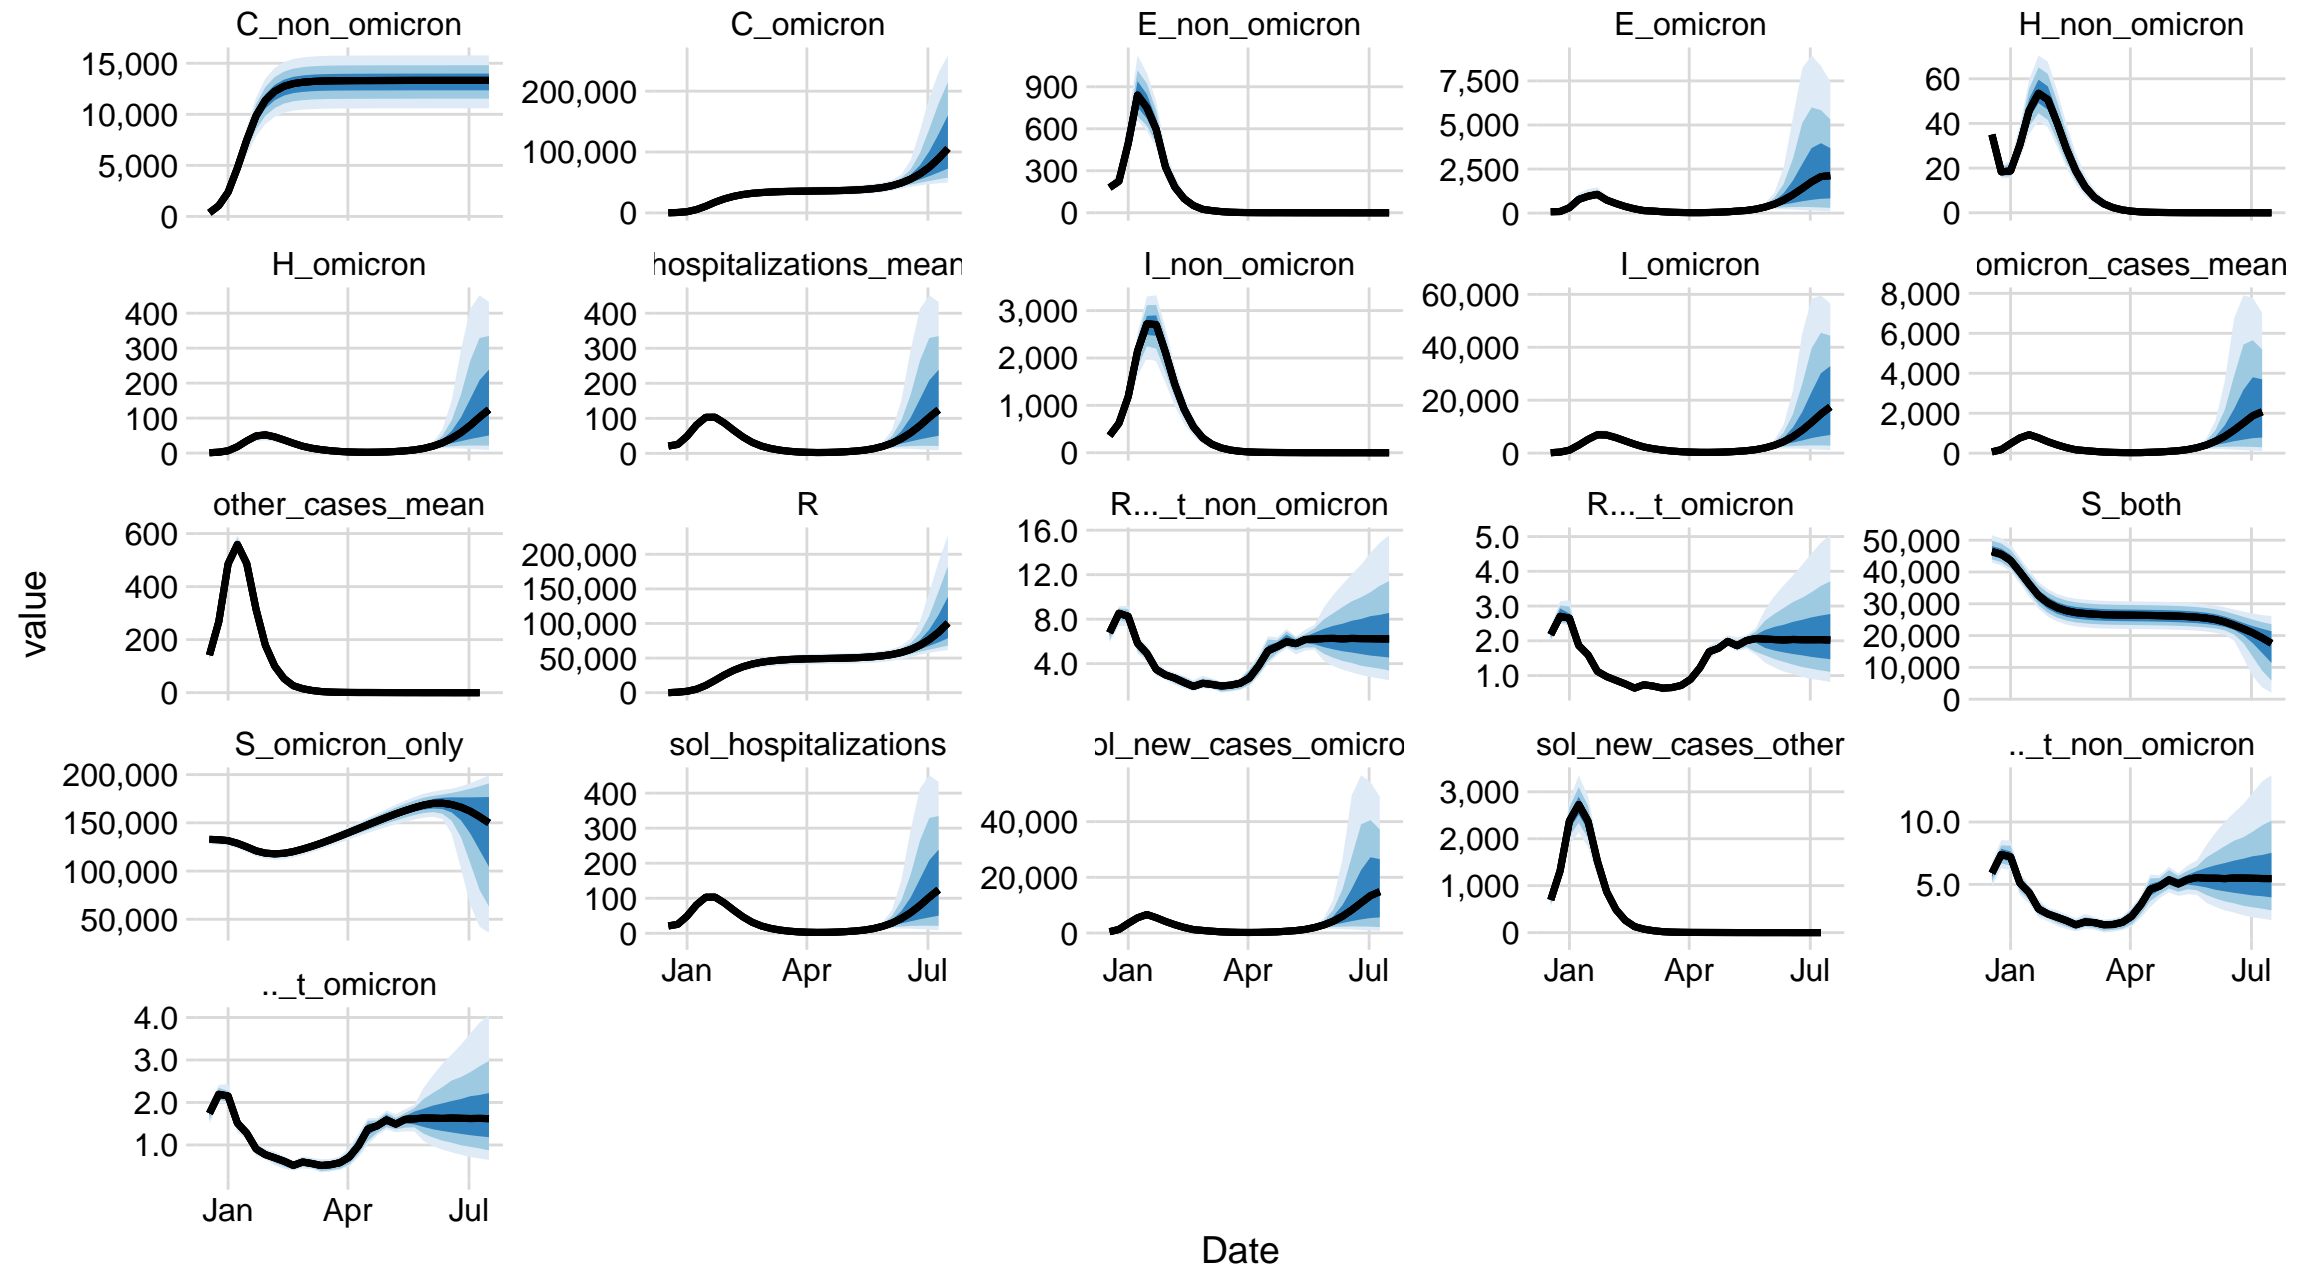 C_non_omicron C_omicron E_non_omicron E_omicron H_non_omicron
15,000 10,000 5,000 0
200,000 100,000 0
900 600 300 0
7,500 5,000 2,500 0
60 40 20 0
H_omicron hospitalizations_mean I_non_omicron I_omicron omicron_cases_mean
400 300 200 100 0
400 300 200 100 0
3,000 2,000 1,000 0
60,000 40,000 20,000 0
8,000 6,000 4,000 2,000 0
other_cases_mean R R..._t_non_omicron R..._t_omicron S_both
600 400 200 0
200,000 150,000 100,000 50,000 0
16.0 12.0 8.0 4.0
5.0 4.0 3.0 2.0 1.0
50,000 40,000 30,000 20,000 10,000 0
S_omicron_only sol_hospitalizations ol_new_cases_omicro sol_new_cases_other .._t_non_omicron
200,000 150,000 100,000 50,000
400 300 200 100 0
40,000 20,000 0
3,000 2,000 1,000 0
10.0 5.0
Jan Apr Jul Jan Apr Jul Jan Apr Jul Jan Apr Jul
.._t_omicron
4.0 3.0 2.0 1.0
Jan Apr Jul
value
Date